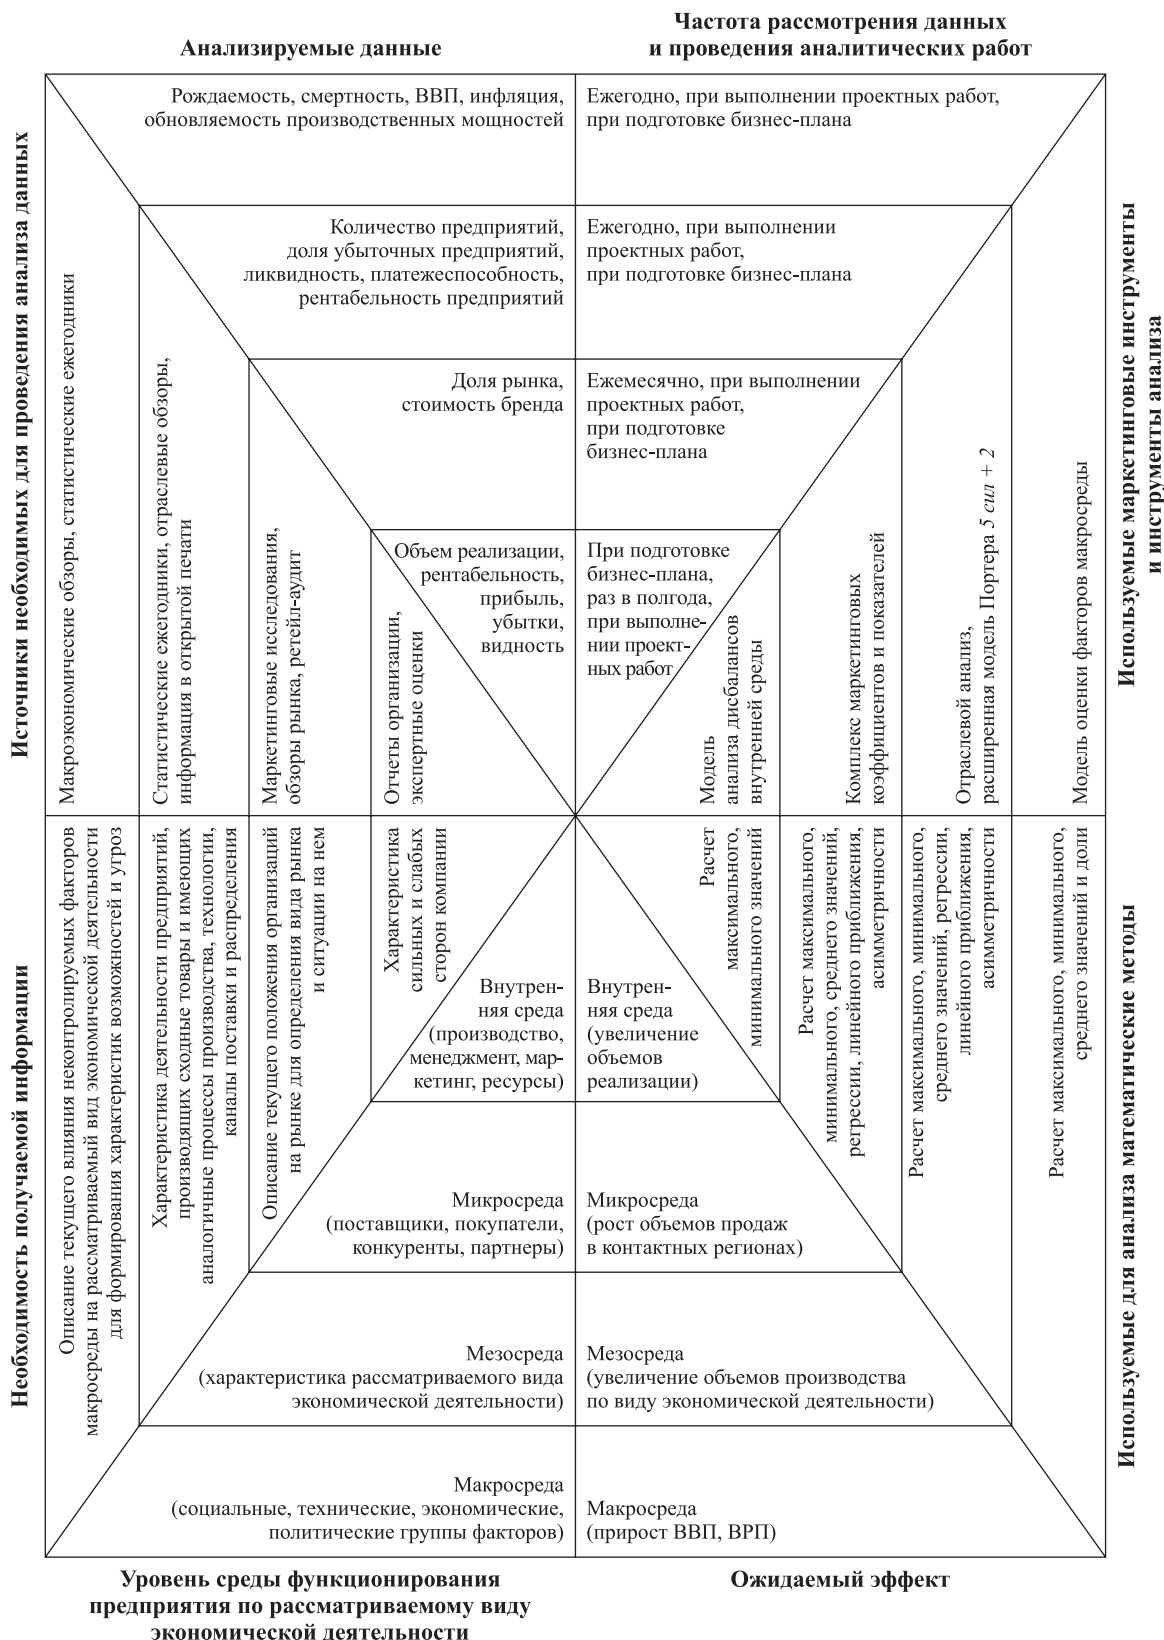 Анализируемые данные
Частота рассмотрения данных
и проведения аналитических работ
Источники необходимых для проведения анализа данных
Используемые маркетинговые инструменты
и инструменты анализа
Рождаемость, смертность, ВВП, инфляция,
обновляемость производственных мощностей
Ежегодно, при выполнении проектных работ,
при подготовке бизнес-плана
Количество предприятий,
доля убыточных предприятий,
ликвидность, платежеспособность,
рентабельность предприятий
Ежегодно, при выполнении
проектных работ,
при подготовке бизнес-плана
Доля рынка,
стоимость бренда
Ежемесячно, при выполнении
проектных работ,
при подготовке
бизнес-плана
Объем реализации,
рентабельность,
прибыль,
убытки,
видность
При подготовке
бизнес-плана,
раз в полгода,
при выполне-
нии проект-
ных работ
Макроэкономические обзоры, статистические ежегодники
Статистические ежегодники, отраслевые обзоры,
информация в открытой печати
Маркетинговые исследования,
обзоры рынка, ретейл-аудит
Отчеты организации,
экспертные оценки
Модель
анализа дисбалансов
внутренней среды
Комплекс маркетинговых
коэффициентов и показателей
Отраслевой анализ,
расширенная модель Портера 5 сил + 2
Модель оценки факторов макросреды
Необходимость получаемой информации
Используемые для анализа математические методы
Описание текущего влияния неконтролируемых факторов
макросреды на рассматриваемый вид экономической деятельности
для формирования характеристик возможностей и угроз
Характеристика деятельности предприятий,
производящих сходные товары и имеющих
аналогичные процессы производства, технологии,
каналы поставки и распределения
Описание текущего положения организаций
на рынке для определения вида рынка
и ситуации на нем
Характеристика
сильных и слабых
сторон компании
Расчет
максимального,
минимального значений
Расчет максимального,
минимального, среднего значений,
регрессии, линейного приближения,
асимметричности
Расчет максимального, минимального,
среднего значений, регрессии,
линейного приближения,
асимметричности
Расчет максимального, минимального,
среднего значений и доли
Внутрен-
няя среда
(производство,
менеджмент, мар-
кетинг, ресурсы)
Внутрен-
няя среда
(увеличение
объемов
реализации)
Микросреда
(поставщики, покупатели,
конкуренты, партнеры)
Микросреда
(рост объемов продаж
в контактных регионах)
Мезосреда
(характеристика рассматриваемого вида
экономической деятельности)
Мезосреда
(увеличение объемов производства
по виду экономической деятельности)
Макросреда
(социальные, технические, экономические,
политические группы факторов)
Макросреда
(прирост ВВП, ВРП)
Уровень среды функционирования
предприятия по рассматриваемому виду
экономической деятельности
Ожидаемый эффект